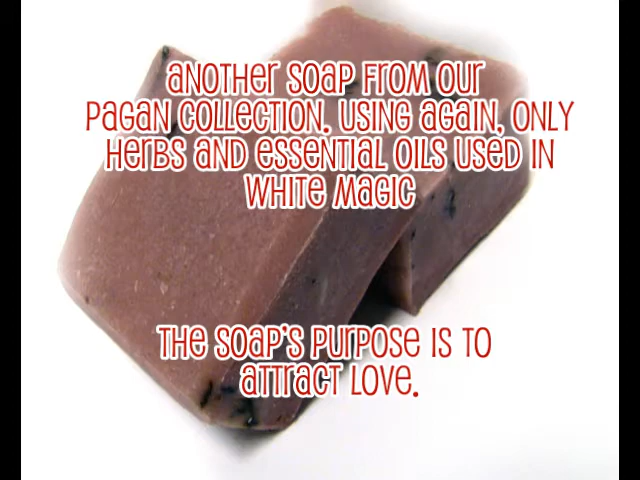 another soap from our
pagan collection. using again, only
herbs and essential oils used in
white magic
the soap's purpose is to
attract love.